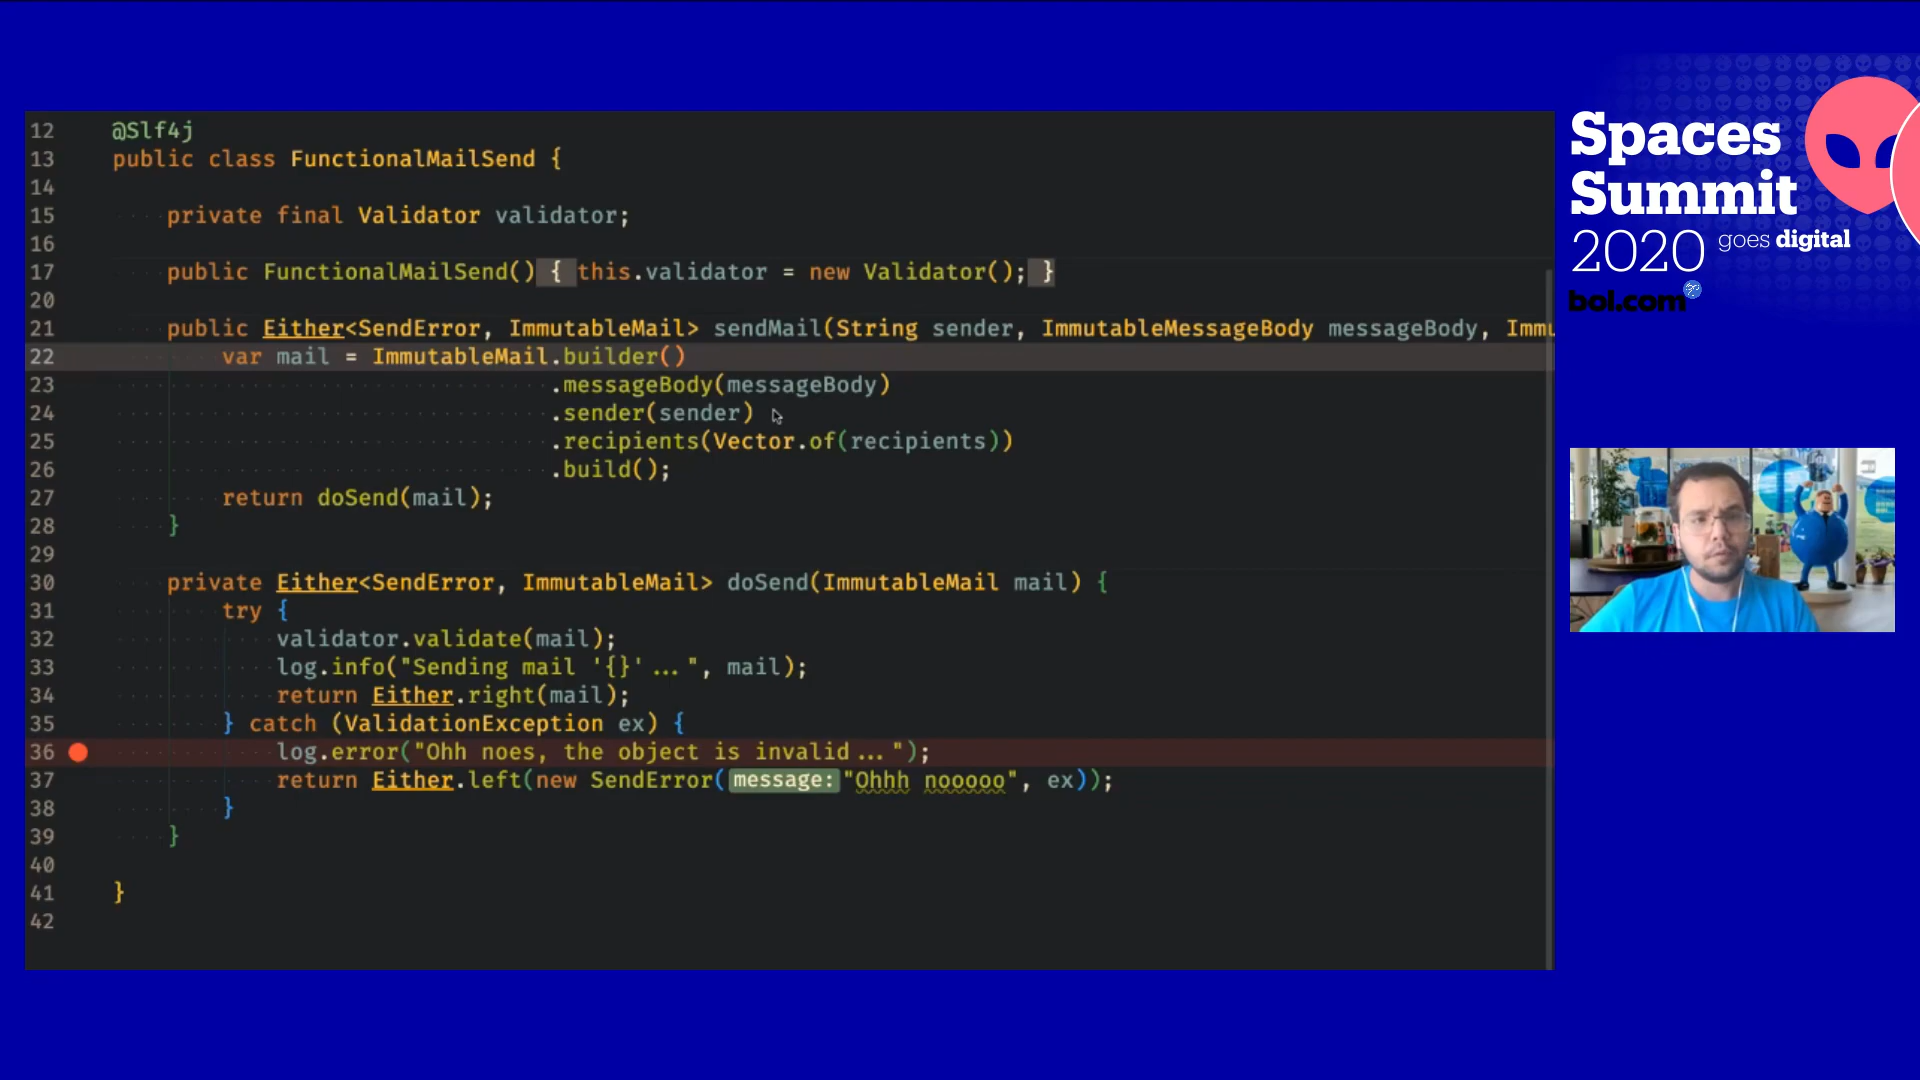 12 @Slf4j
13 public class FunctionalMailSend {
14
15 private final Validator validator;
16
17 public FunctionalMailSend() { this.validator = new Validator(); }
20
21 public Either<SendError, ImmutableMail> sendMail(String sender, ImmutableMessageBody messageBody, Immu
22 var mail = ImmutableMail.builder()
23 .messageBody(messageBody)
24 .sender(sender)
25 .recipients(Vector.of(recipients))
26 .build();
27 return doSend(mail);
28 }
29
30 private Either<SendError, ImmutableMail> doSend(ImmutableMail mail) {
31 try {
32 validator.validate(mail);
33 log.info("Sending mail '{}'...", mail);
34 return Either.right(mail);
35 } catch (ValidationException ex) {
36 log.error("Ohh noes, the object is invalid...");
37 return Either.left(new SendError( message: "Ohhh nooooo", ex));
38 }
39 }
40
41 }
42
Spaces
Summit
2020 goes digital
bol.com